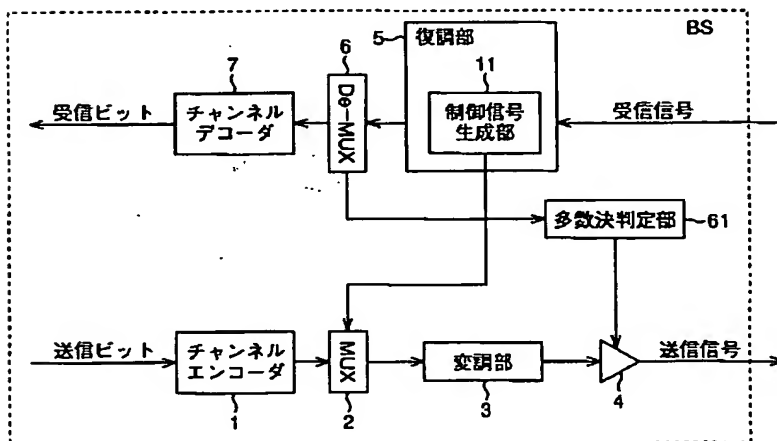 BS
5
復調部
6
7
11
De-MUX
受信ビット
チャンネル
デコーダ
制御信号
生成部
受信信号
多数決判定部
61
送信ビット
チャンネル
エンコーダ
MUX
変調部
送信信号
1
2
3
4